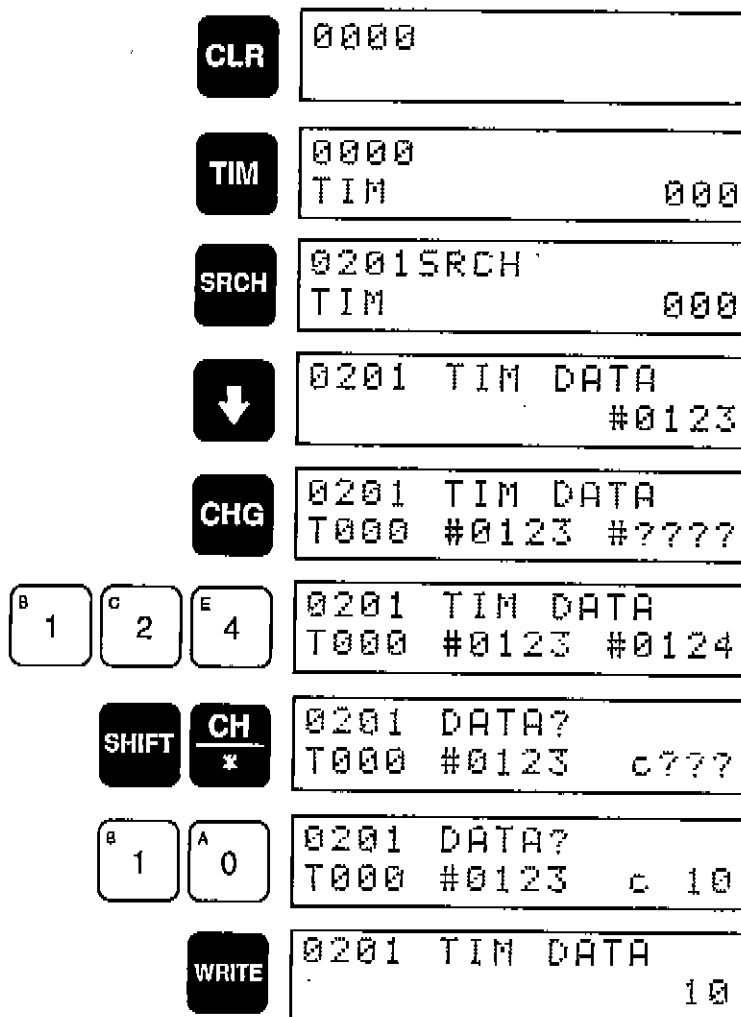 CLR 0000
TIM 0000
TIM 000
SRCH 0201SRCH
TIM 000
0201 TIM DATA
#0123
CHG 0201 TIM DATA
T000 #0123 #????
B 1 C 2 E 4 0201 TIM DATA
T000 #0123 #0124
SHIFT CH * 0201 DATA?
T000 #0123 c???
B 1 A 0 0201 DATA?
T000 #0123 c 10
WRITE 0201 TIM DATA
10